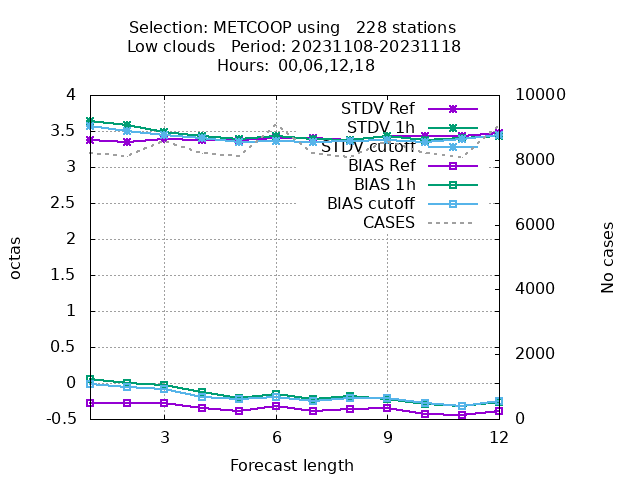 Selection: METCOOP using   228 stations
Low clouds   Period: 20231108-20231118
Hours:  00,06,12,18
4
3.5
3
2.5
2
1.5
1
0.5
0
-0.5
octas
10000
8000
6000
4000
2000
0
No cases
STDV Ref
STDV 1h
STDV cutoff
BIAS Ref
BIAS 1h
BIAS cutoff
CASES
3
6
9
12
Forecast length